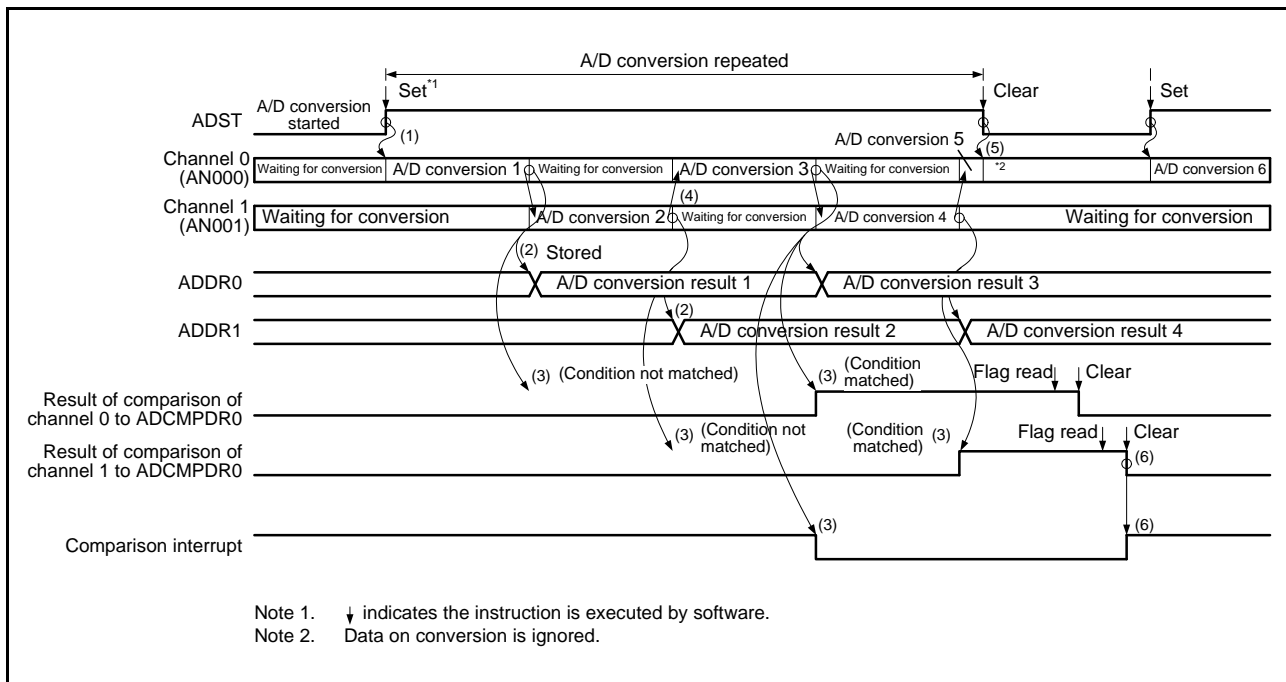 A/D conversion repeated
Set*1
Clear
Set
ADST
A/D conversion
started
(1)
A/D conversion 5
(5)
Channel 0
(AN000)
Waiting for conversion
A/D conversion 1
Waiting for conversion
A/D conversion 3
Waiting for conversion
*2
A/D conversion 6
(4)
Channel 1
(AN001)
Waiting for conversion
A/D conversion 2
Waiting for conversion
A/D conversion 4
Waiting for conversion
(2) Stored
ADDR0
A/D conversion result 1
A/D conversion result 3
(2)
ADDR1
A/D conversion result 2
A/D conversion result 4
(3) (Condition not matched)
(3) (Condition
matched)
Flag read
Clear
Result of comparison of
channel 0 to ADCMPDR0
(3) (Condition not
matched)
(Condition
matched) (3)
Flag read
Clear
Result of comparison of
channel 1 to ADCMPDR0
(6)
(3)
(6)
Comparison interrupt
Note 1. ↓ indicates the instruction is executed by software.
Note 2. Data on conversion is ignored.